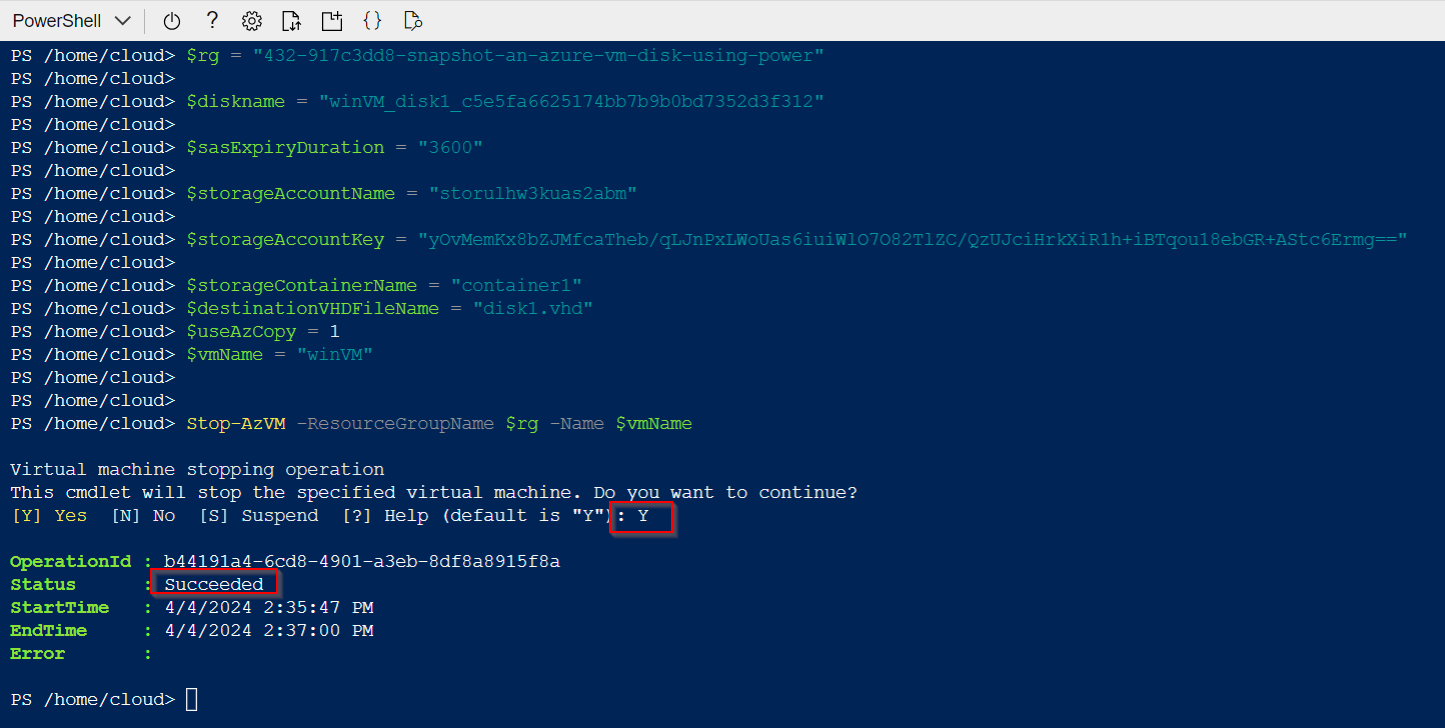 PowerShell
PS /home/cloud> $rg = "432-917c3dd8-snapshot-an-azure-vm-disk-using-power"
PS /home/cloud>
PS /home/cloud> $diskname = "winVM_disk1_c5e5fa6625174bb7b9b0bd7352d3f312"
PS /home/cloud>
PS /home/cloud> $sasExpiryDuration = "3600"
PS /home/cloud>
PS /home/cloud> $storageAccountName = "storulhw3kuas2abm"
PS /home/cloud>
PS /home/cloud> $storageAccountKey = "yOvMemKx8bZJMfcaTheb/qLJnPxLWoUas6iuiWlO7O82TlZC/QzUJciHrkXiR1h+iBTqou18ebGR+AStc6Ermg=="
PS /home/cloud>
PS /home/cloud> $storageContainerName = "container1"
PS /home/cloud> $destinationVHDFileName = "disk1.vhd"
PS /home/cloud> $useAzCopy = 1
PS /home/cloud> $vmName = "winVM"
PS /home/cloud>
PS /home/cloud>
PS /home/cloud> Stop-AzVM -ResourceGroupName $rg -Name $vmName
Virtual machine stopping operation
This cmdlet will stop the specified virtual machine. Do you want to continue?
[Y] Yes  [N] No  [S] Suspend  [?] Help (default is "Y"): Y
OperationId : b44191a4-6cd8-4901-a3eb-8df8a8915f8a
Status      : Succeeded
StartTime   : 4/4/2024 2:35:47 PM
EndTime     : 4/4/2024 2:37:00 PM
Error       :
PS /home/cloud>